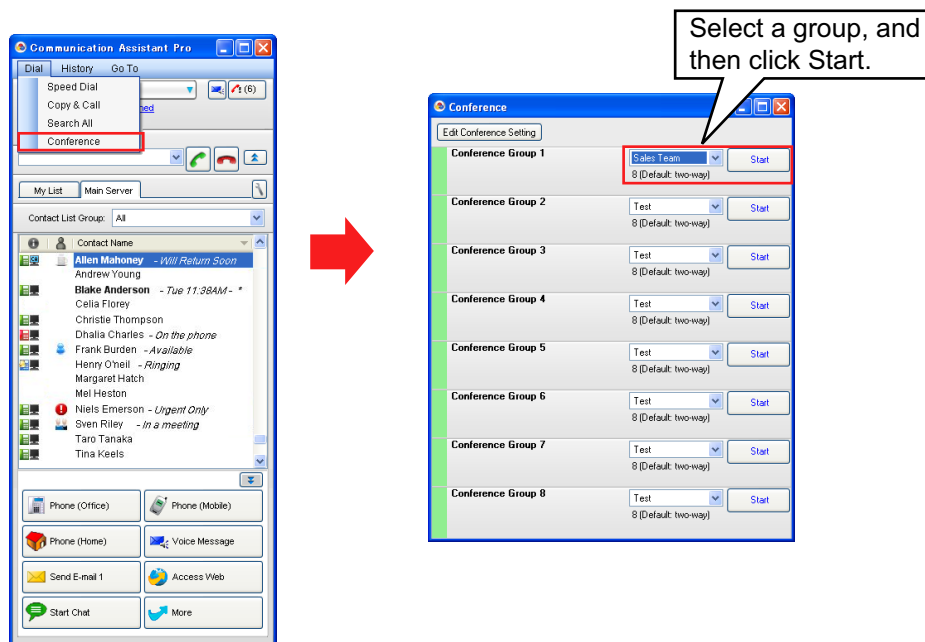 Select a group, and
then click Start.
Communication Assistant Pro
Dial History Go To
Speed Dial
Copy & Call
Search All
Conference
(6)
ned
My List Main Server
Contact List Group: All
Contact Name
Allen Mahoney - Will Return Soon
Andrew Young
Blake Anderson - Tue 11:38AM - *
Celia Florey
Christie Thompson
Dhalia Charles - On the phone
Frank Burden - Available
Henry O'neil - Ringing
Margaret Hatch
Mel Heston
Niels Emerson - Urgent Only
Sven Riley - In a meeting
Taro Tanaka
Tina Keels
Phone (Office) Phone (Mobile)
Phone (Home) Voice Message
Send E-mail 1 Access Web
Start Chat More
Conference
Edit Conference Setting
Conference Group 1 Sales Team Start
8 (Default: two-way)
Conference Group 2 Test Start
8 (Default: two-way)
Conference Group 3 Test Start
8 (Default: two-way)
Conference Group 4 Test Start
8 (Default: two-way)
Conference Group 5 Test Start
8 (Default: two-way)
Conference Group 6 Test Start
8 (Default: two-way)
Conference Group 7 Test Start
8 (Default: two-way)
Conference Group 8 Test Start
8 (Default: two-way)